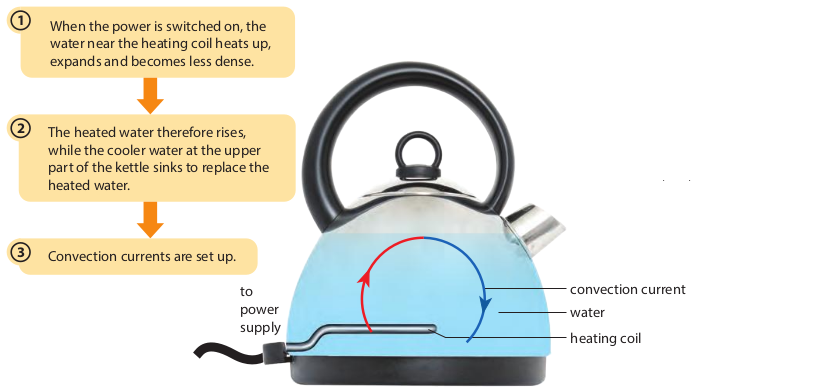 1
When the power is switched on, the
water near the heating coil heats up,
expands and becomes less dense.
2
The heated water therefore rises,
while the cooler water at the upper
part of the kettle sinks to replace the
heated water.
3
Convection currents are set up.
to
power
supply
convection current
water
heating coil